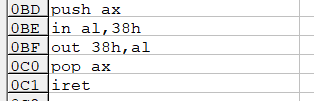 0BD push ax
0BE in al,38h
0BF out 38h,al
0C0 pop ax
0C1 iret